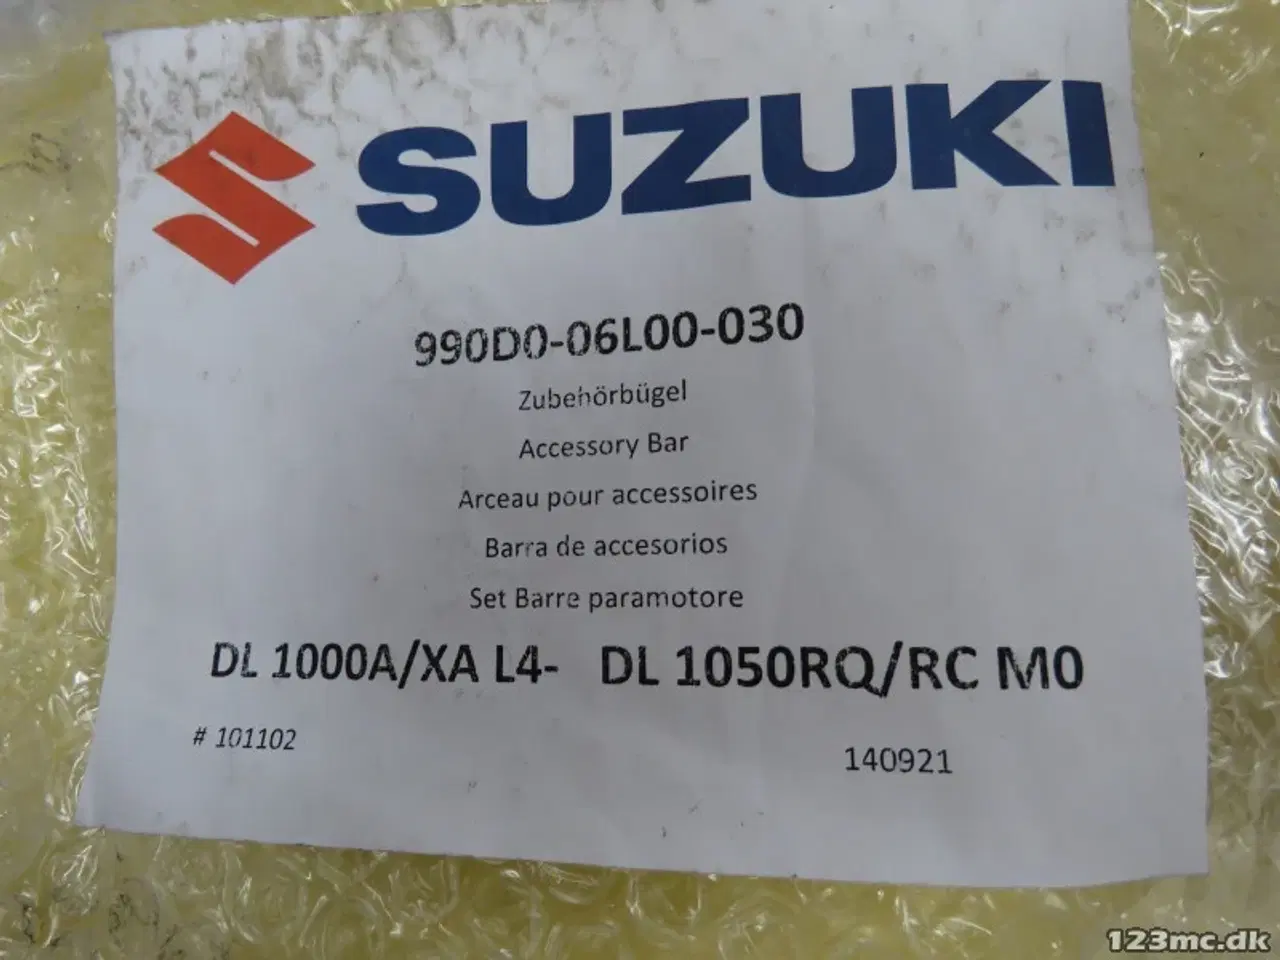 SUZUKI
990D0-06L00-030
Zubehörbügel
Accessory Bar
Arceau pour accessoires
Barra de accesorios
Set Barre paramotore
DL 1000A/XA L4- DL 1050RQ/RC M0
# 101102
140921
123mc.dk